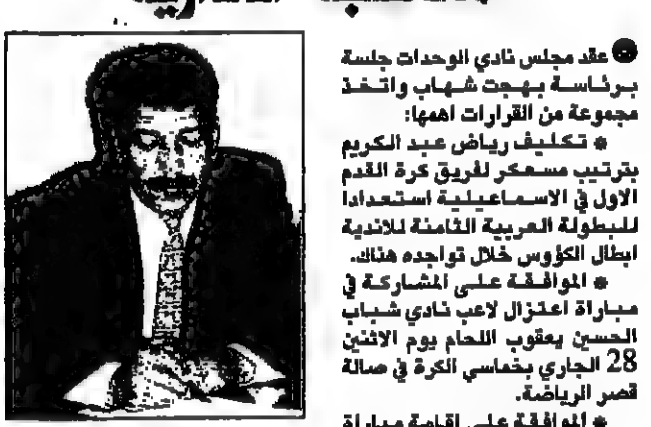 عقد مجلس نادي الوحدات جلسة
برئاسة بهجت شهاب واتخذ
مجموعة من القرارات اهمها:
* تكليف رياض عبد الكريم
بترتيب معسكر لفريق كرة القدم
الاول في الاسماعيلية استعدادا
للبطولة العربية الثامنة للاندية
ابطال الكؤوس خلال تواجده هناك.
* الموافقة على المشاركة في
مباراة اعتزال لاعب نادي شباب
الحسين يعقوب اللحام يوم الاثنين
28 الجاري بخماسي الكرة في صالة
قصر الرياضة.
* الموافقة على اقامة مباراة